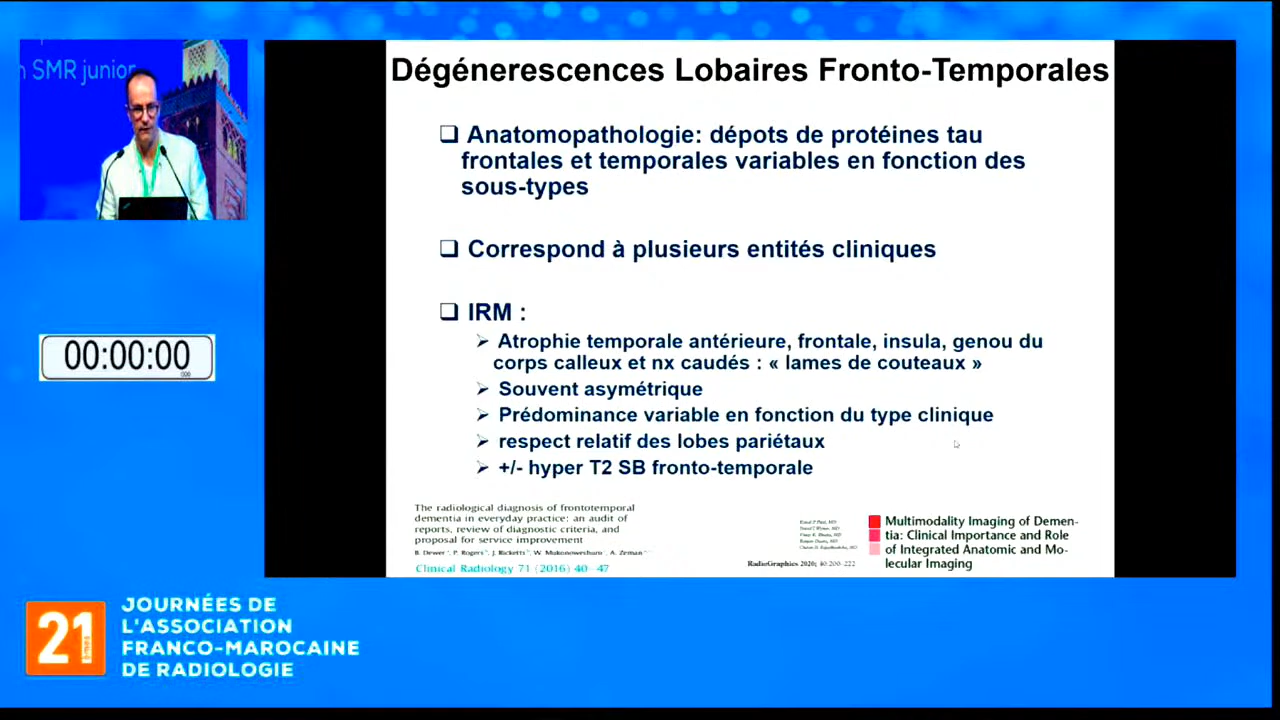 n SMR junior
Dégénerescences Lobaires Fronto-Temporales
Anatomopathologie: dépots de protéines tau
frontales et temporales variables en fonction des
sous-types
Correspond à plusieurs entités cliniques
IRM :
Atrophie temporale antérieure, frontale, insula, genou du
corps calleux et nx caudés : « lames de couteaux »
Souvent asymétrique
Prédominance variable en fonction du type clinique
respect relatif des lobes pariétaux
+/- hyper T2 SB fronto-temporale
The radiological diagnosis of frontotemporal
dementia in everyday practice: an audit of
reports, review of diagnostic criteria, and
proposal for service improvement
B. Dewer, P. Rogers, J. Ricketts, W. Mukonoweshuro, A. Zeman
Clinical Radiology 71 (2016) 40–47
RadioGraphics 2020; 40:200–222
Multimodality Imaging of Demen-
tia: Clinical Importance and Role
of Integrated Anatomic and Mo-
lecular Imaging
00:00:00
000
21
JOURNÉES DE
L'ASSOCIATION
FRANCO-MAROCAINE
DE RADIOLOGIE